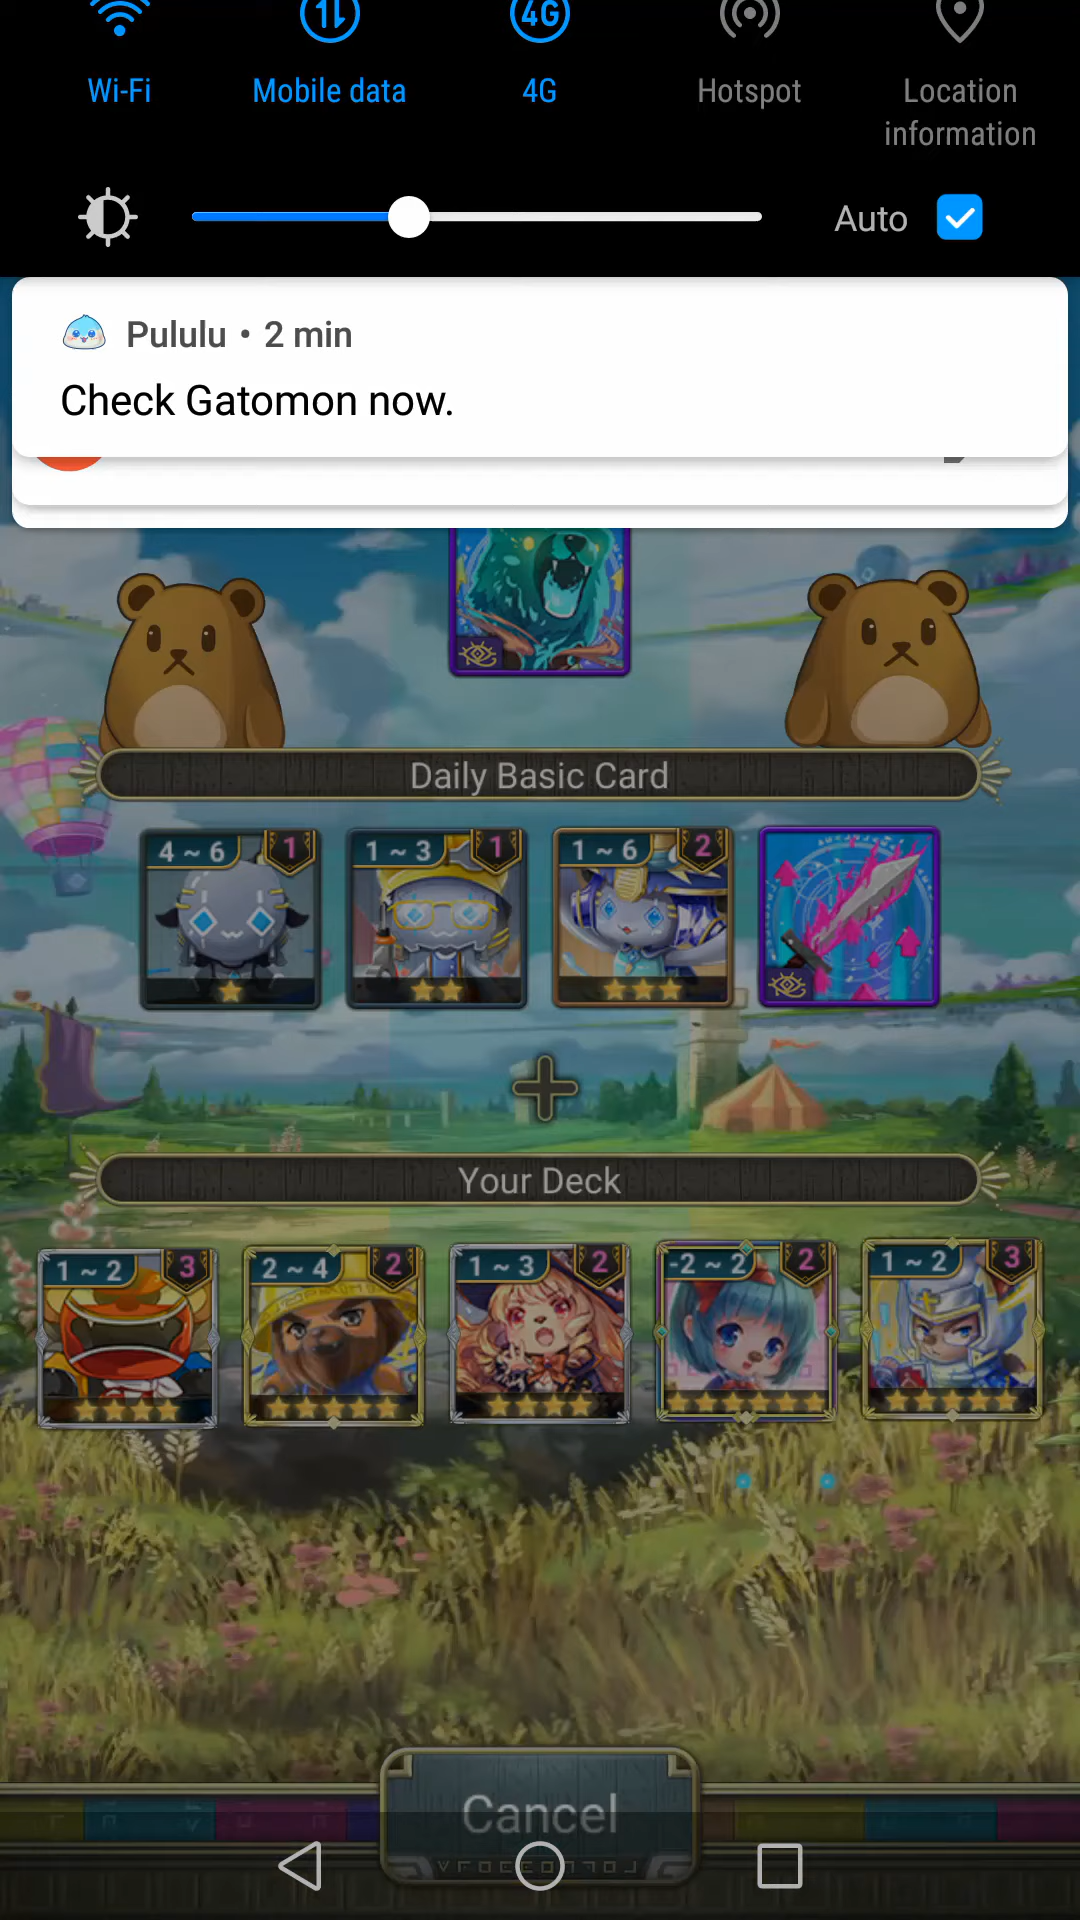 Wi-Fi
Mobile data
4G
4G
Hotspot
Location
information
Auto
Pululu • 2 min
Check Gatomon now.
Daily Basic Card
4 ~ 6 1
1 ~ 3 1
1 ~ 6 2
Your Deck
1 ~ 2 3
2 ~ 4 2
1 ~ 3 2
-2 ~ 2 2
1 ~ 2 3
Cancel